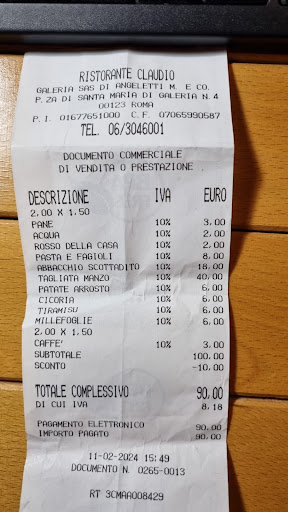 RISTORANTE CLAUDIO
GALERIA SAS DI ANGELETTI M. E CO.
P.ZA DI SANTA MARIA DI GALERIA N.4
00123 ROMA
P.I. 01677651000 C.F. 07065990587
TEL. 06/3046001
DOCUMENTO COMMERCIALE
DI VENDITA O PRESTAZIONE
DESCRIZIONE IVA EURO
2,00 X 1,50
PANE 10% 3,00
ACQUA 10% 2,00
ROSSO DELLA CASA 10% 2,00
PASTA E FAGIOLI 10% 8,00
ABBACCHIO SCOTTADITO 10% 18,00
TAGLIATA MANZO 10% 40,00
PATATE ARROSTO 10% 6,00
CICORIA 10% 6,00
TIRAMISU 10% 6,00
MILLEFOGLIE 10% 6,00
2,00 X 1,50
CAFFE' 10% 3,00
SUBTOTALE 100,00
SCONTO -10,00
TOTALE COMPLESSIVO 90,00
DI CUI IVA 8,18
PAGAMENTO ELETTRONICO 90,00
IMPORTO PAGATO 90,00
11-02-2024 15:49
DOCUMENTO N. 0265-0013
RT 3CMAA008429